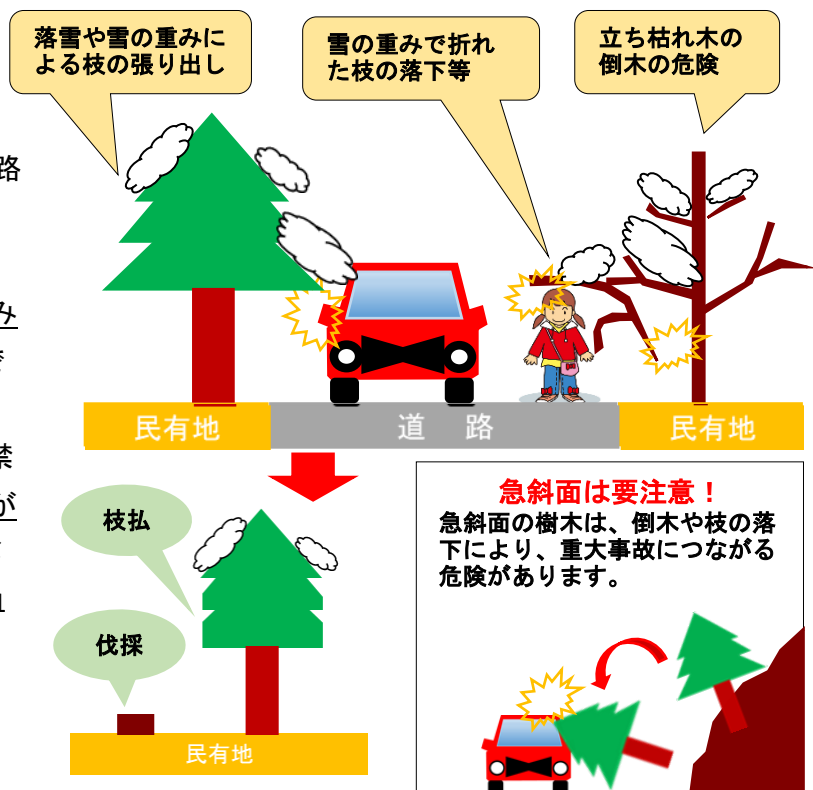 落雪や雪の重みに
よる枝の張り出し
雪の重みで折れ
た枝の落下等
立ち枯れ木の
倒木の危険
路
み
禁
が
民有地
道 路
民有地
枝払
伐採
民有地
急斜面は要注意！
急斜面の樹木は、倒木や枝の落
下により、重大事故につながる
危険があります。